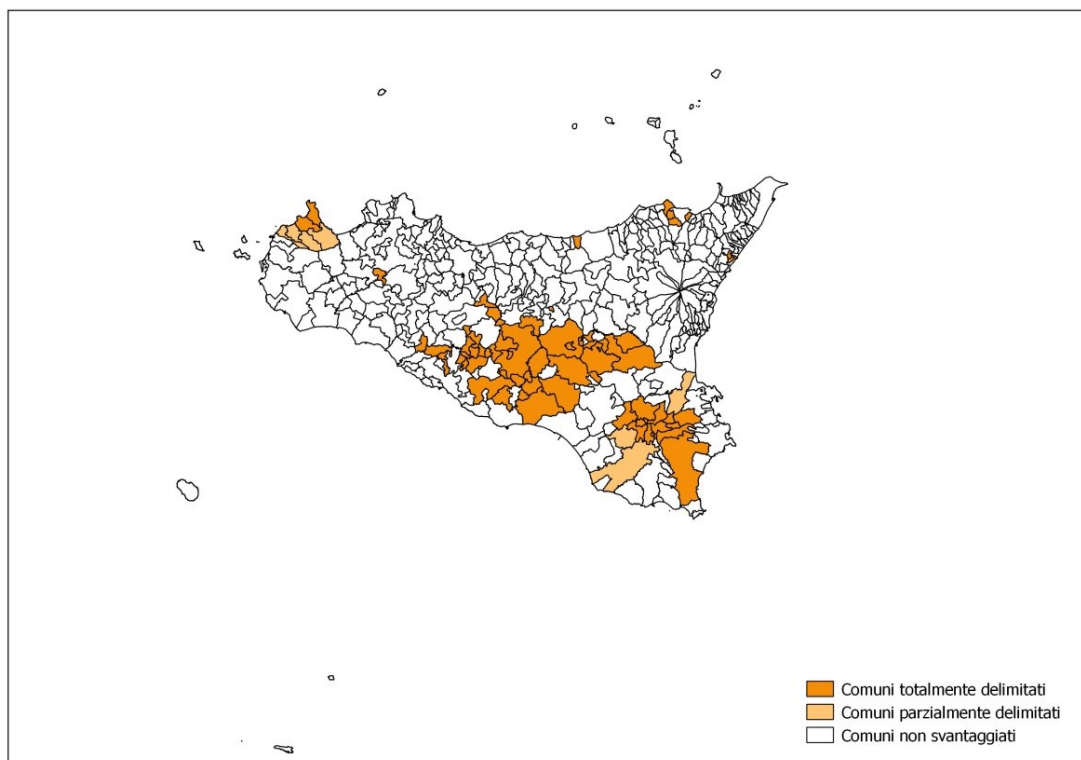 Comuni totalmente delimitati
Comuni parzialmente delimitati
Comuni non svantaggiati